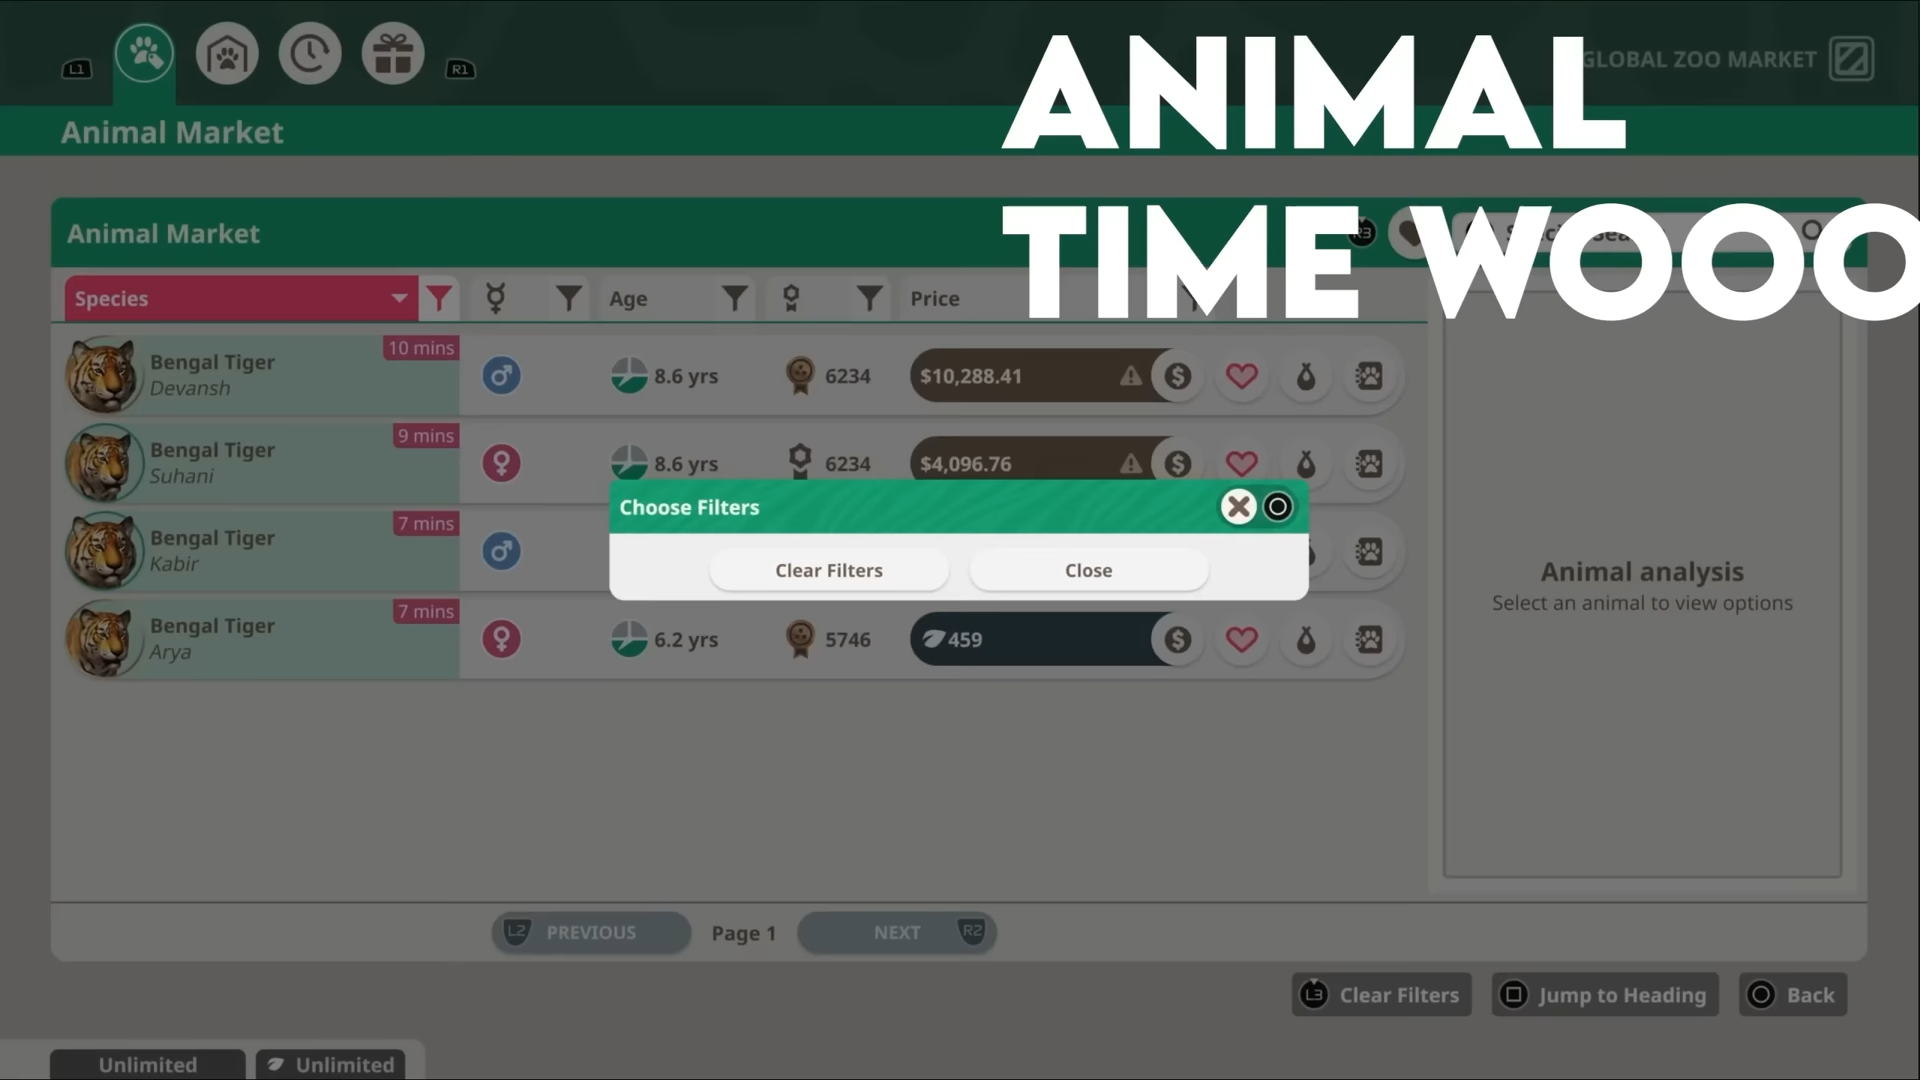 ANIMAL
TIME WOOO
L1
R1
GLOBAL ZOO MARKET
Animal Market
Animal Market
R3
Species
Age
Price
10 mins
Bengal Tiger
Devansh
8.6 yrs
6234
$10,288.41
9 mins
Bengal Tiger
Suhani
8.6 yrs
6234
$4,096.76
Choose Filters
Clear Filters
Close
7 mins
Bengal Tiger
Kabir
7 mins
Bengal Tiger
Arya
6.2 yrs
5746
459
Animal analysis
Select an animal to view options
L2 PREVIOUS
Page 1
NEXT R2
L3 Clear Filters
Jump to Heading
Back
Unlimited
Unlimited